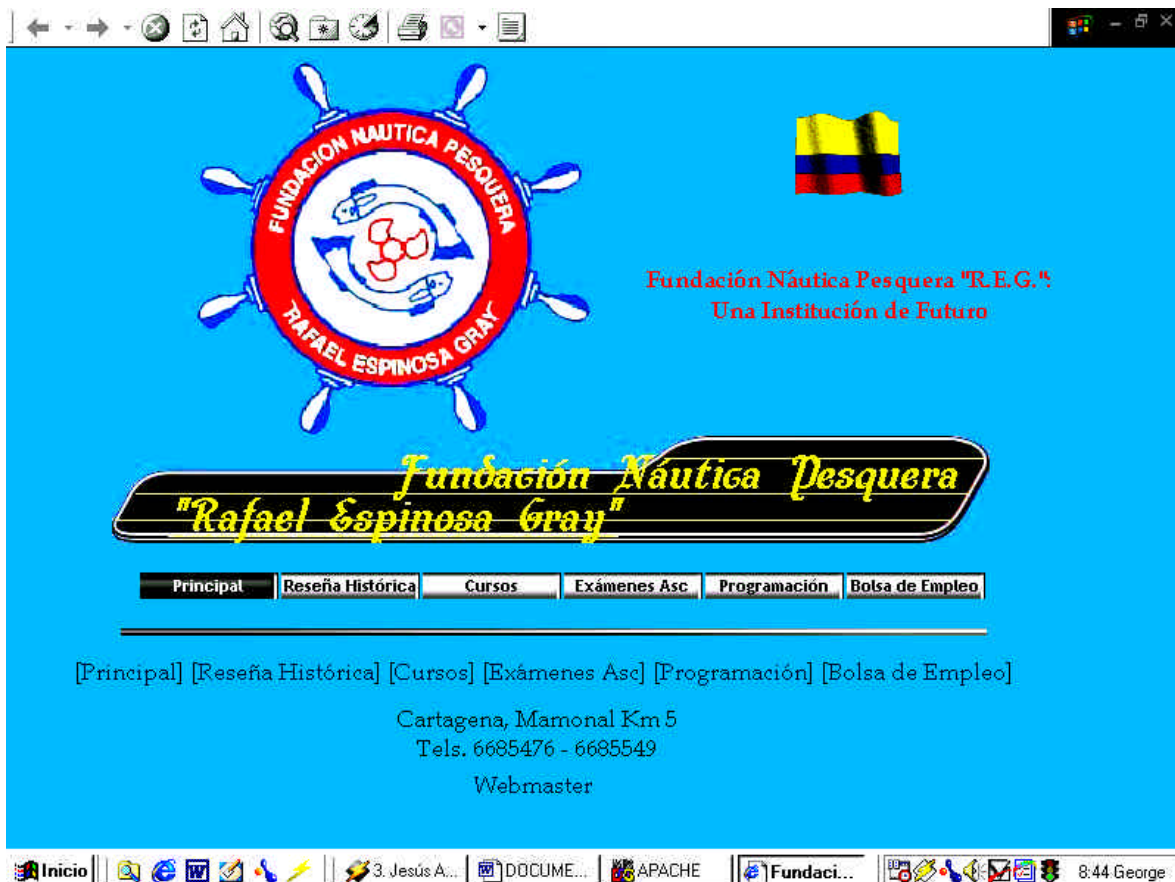 FUNDACION NAUTICA PESQUERA
RAFAEL ESPINOSA GRAY
Fundación Náutica Pesquera "R.E.G.":
Una Institución de Futuro
Fundación Náutica Pesquera
"Rafael Espinosa Gray"
Principal Reseña Histórica Cursos Exámenes Asc Programación Bolsa de Empleo
[Principal] [Reseña Histórica] [Cursos] [Exámenes Asc] [Programación] [Bolsa de Empleo]
Cartagena, Mamonal Km 5
Tels. 6685476 - 6685549
Webmaster
Inicio 3. Jesús A... DOCUME... APACHE Fundaci... 8:44 George